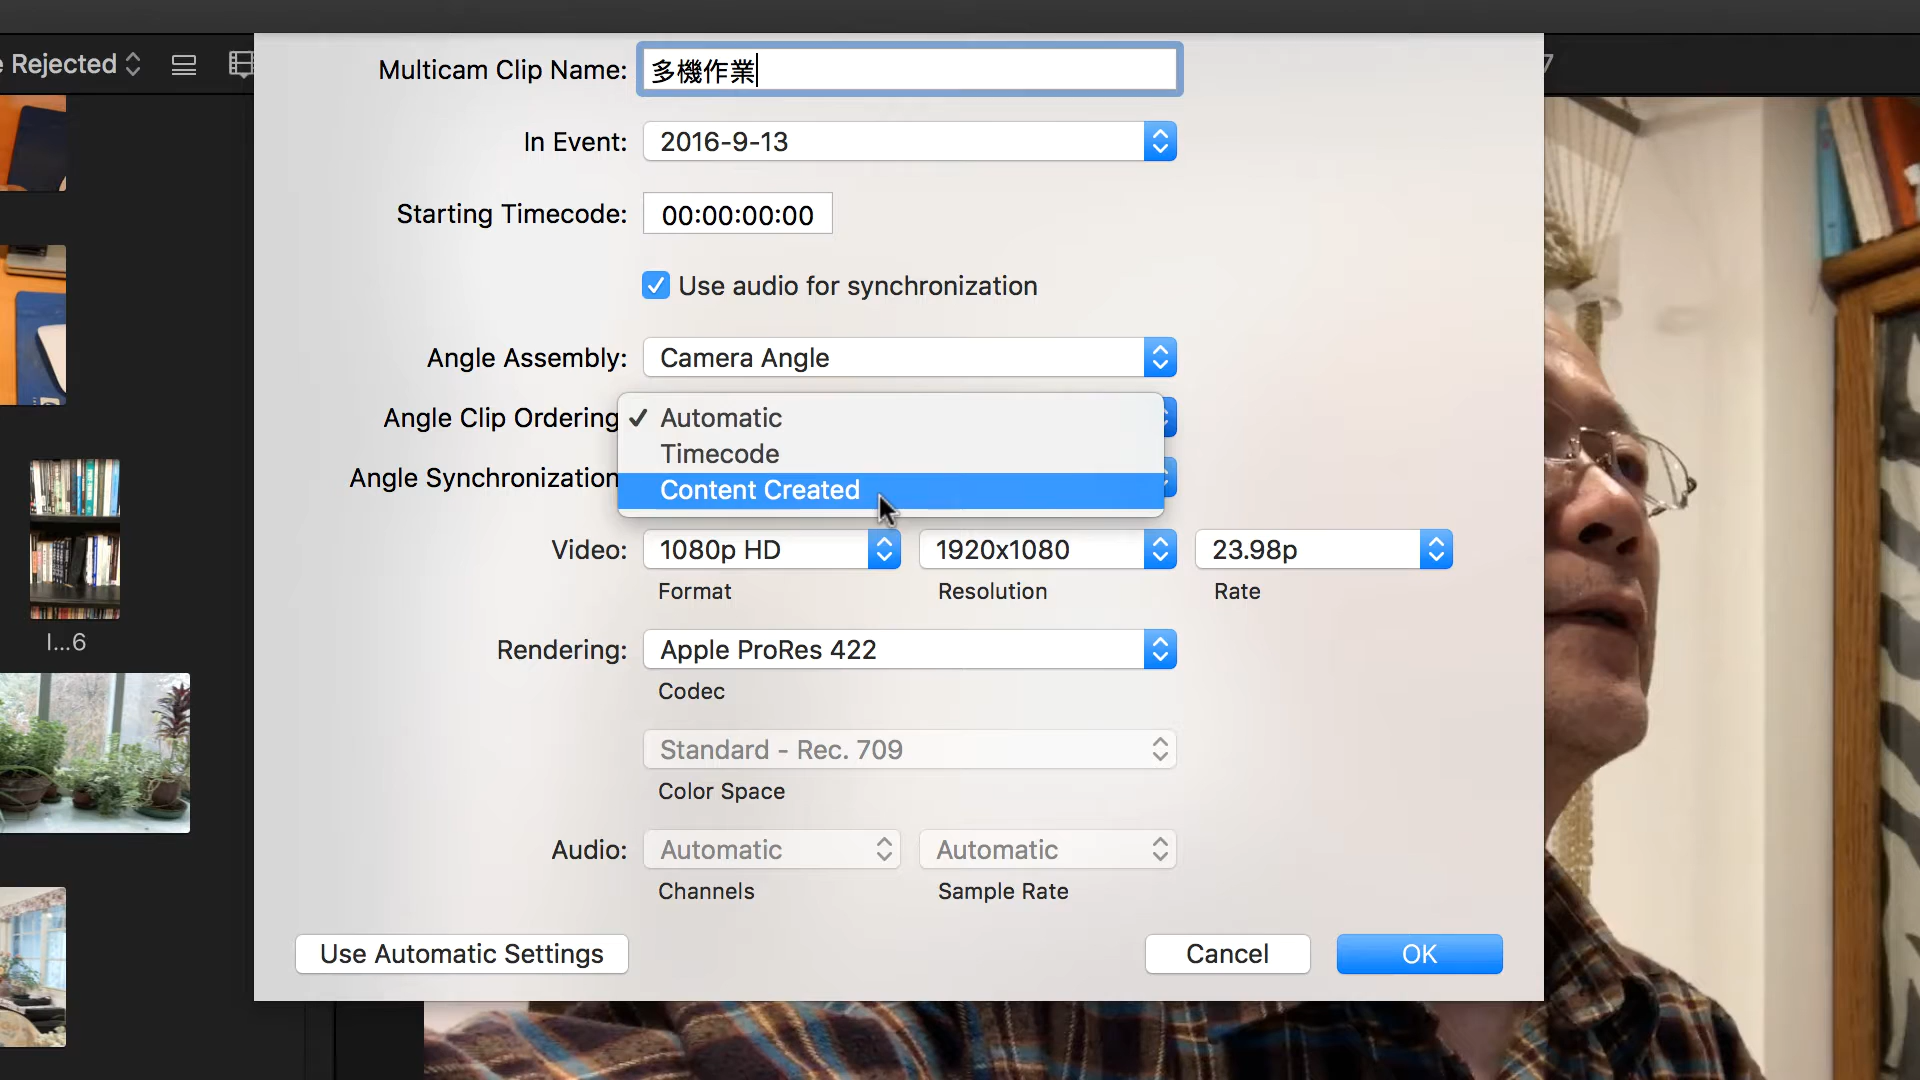 Rejected
Multicam Clip Name: 多機作業
In Event: 2016-9-13
Starting Timecode: 00:00:00:00
Use audio for synchronization
Angle Assembly: Camera Angle
Angle Clip Ordering ✓ Automatic
Timecode
Angle Synchronization Content Created
Video: 1080p HD 1920x1080 23.98p
Format Resolution Rate
Rendering: Apple ProRes 422
I...6
Codec
Standard - Rec. 709
Color Space
Audio: Automatic Automatic
Channels Sample Rate
Use Automatic Settings Cancel OK